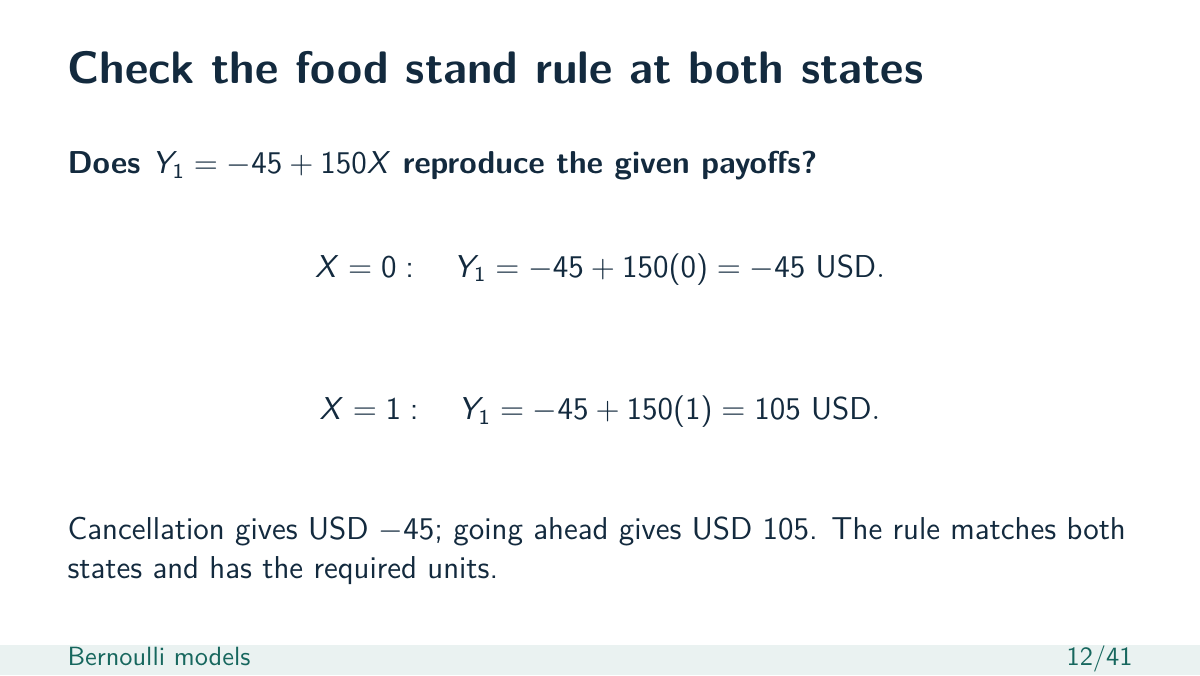 Check the food stand rule at both states
Does Y₁ = −45 + 150X reproduce the given payoffs?
X = 0 : Y₁ = −45 + 150(0) = −45 USD.
X = 1 : Y₁ = −45 + 150(1) = 105 USD.
Cancellation gives USD −45; going ahead gives USD 105. The rule matches both
states and has the required units.
Bernoulli models 12/41